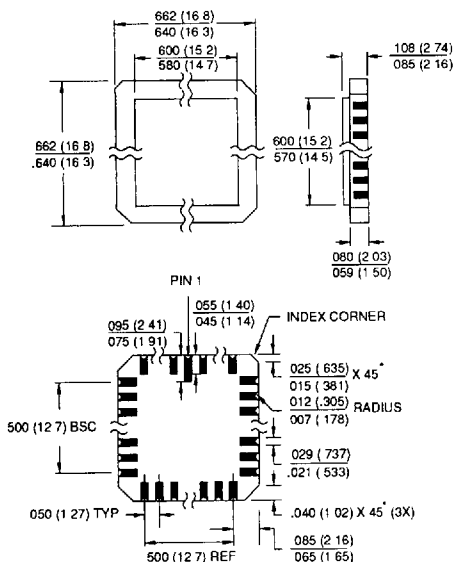 662 (16 8)
640 (16 3)
600 (15 2)
580 (14 7)
108 (2 74)
085 (2 16)
662 (16 8)
.640 (16 3)
600 (15 2)
570 (14 5)
080 (2 03)
059 (1 50)
PIN 1
055 (1 40)
045 (1 14)
INDEX CORNER
095 (2 41)
075 (1 91)
025 (635)
015 (381)
X 45°
012 (.305)
007 (178)
RADIUS
500 (12 7) BSC
029 (737)
.021 (533)
050 (1 27) TYP
.040 (1 02) X 45° (3X)
500 (12 7) REF
085 (2 16)
065 (1 65)